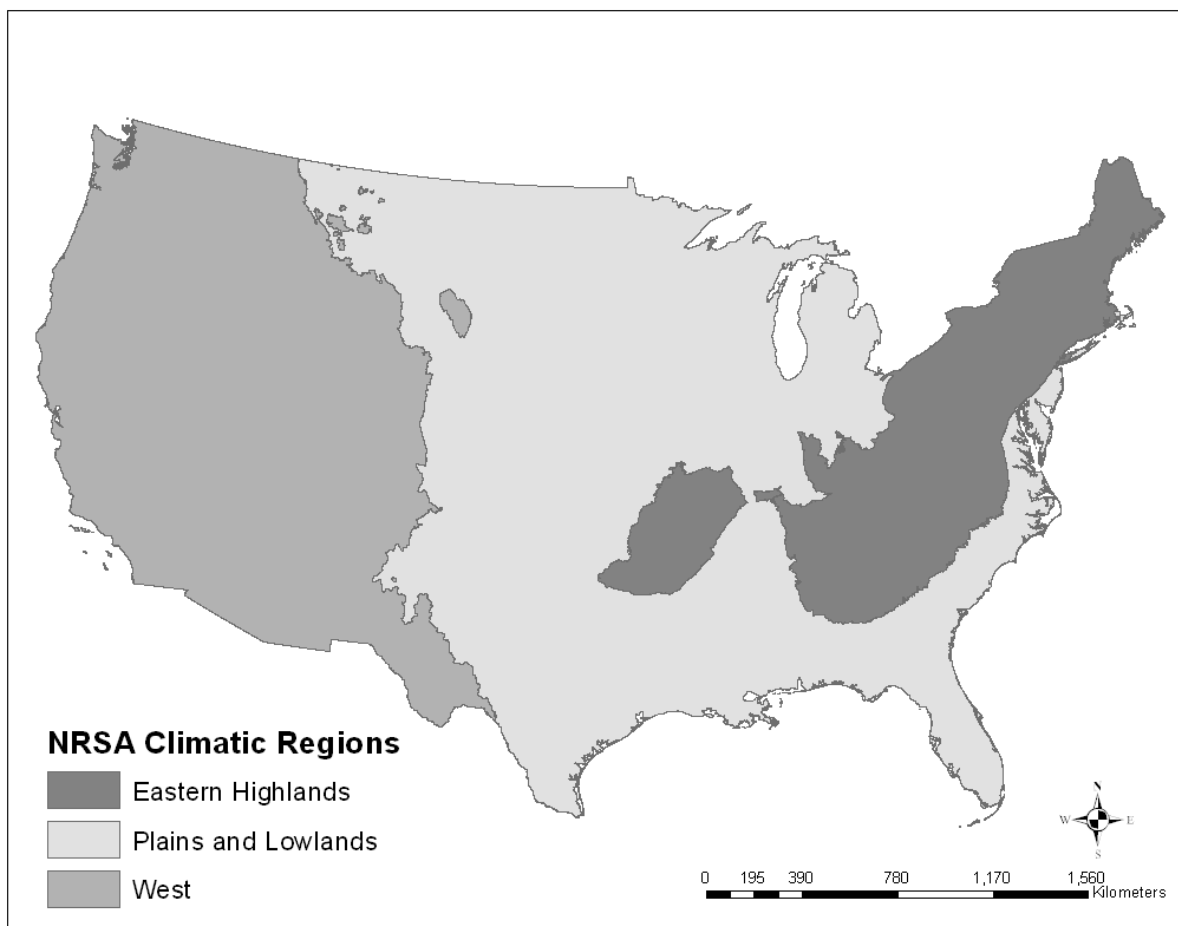 NRSA Climatic Regions
Eastern Highlands
Plains and Lowlands
West
N
W E
S
0 195 390 780 1,170 1,560
Kilometers